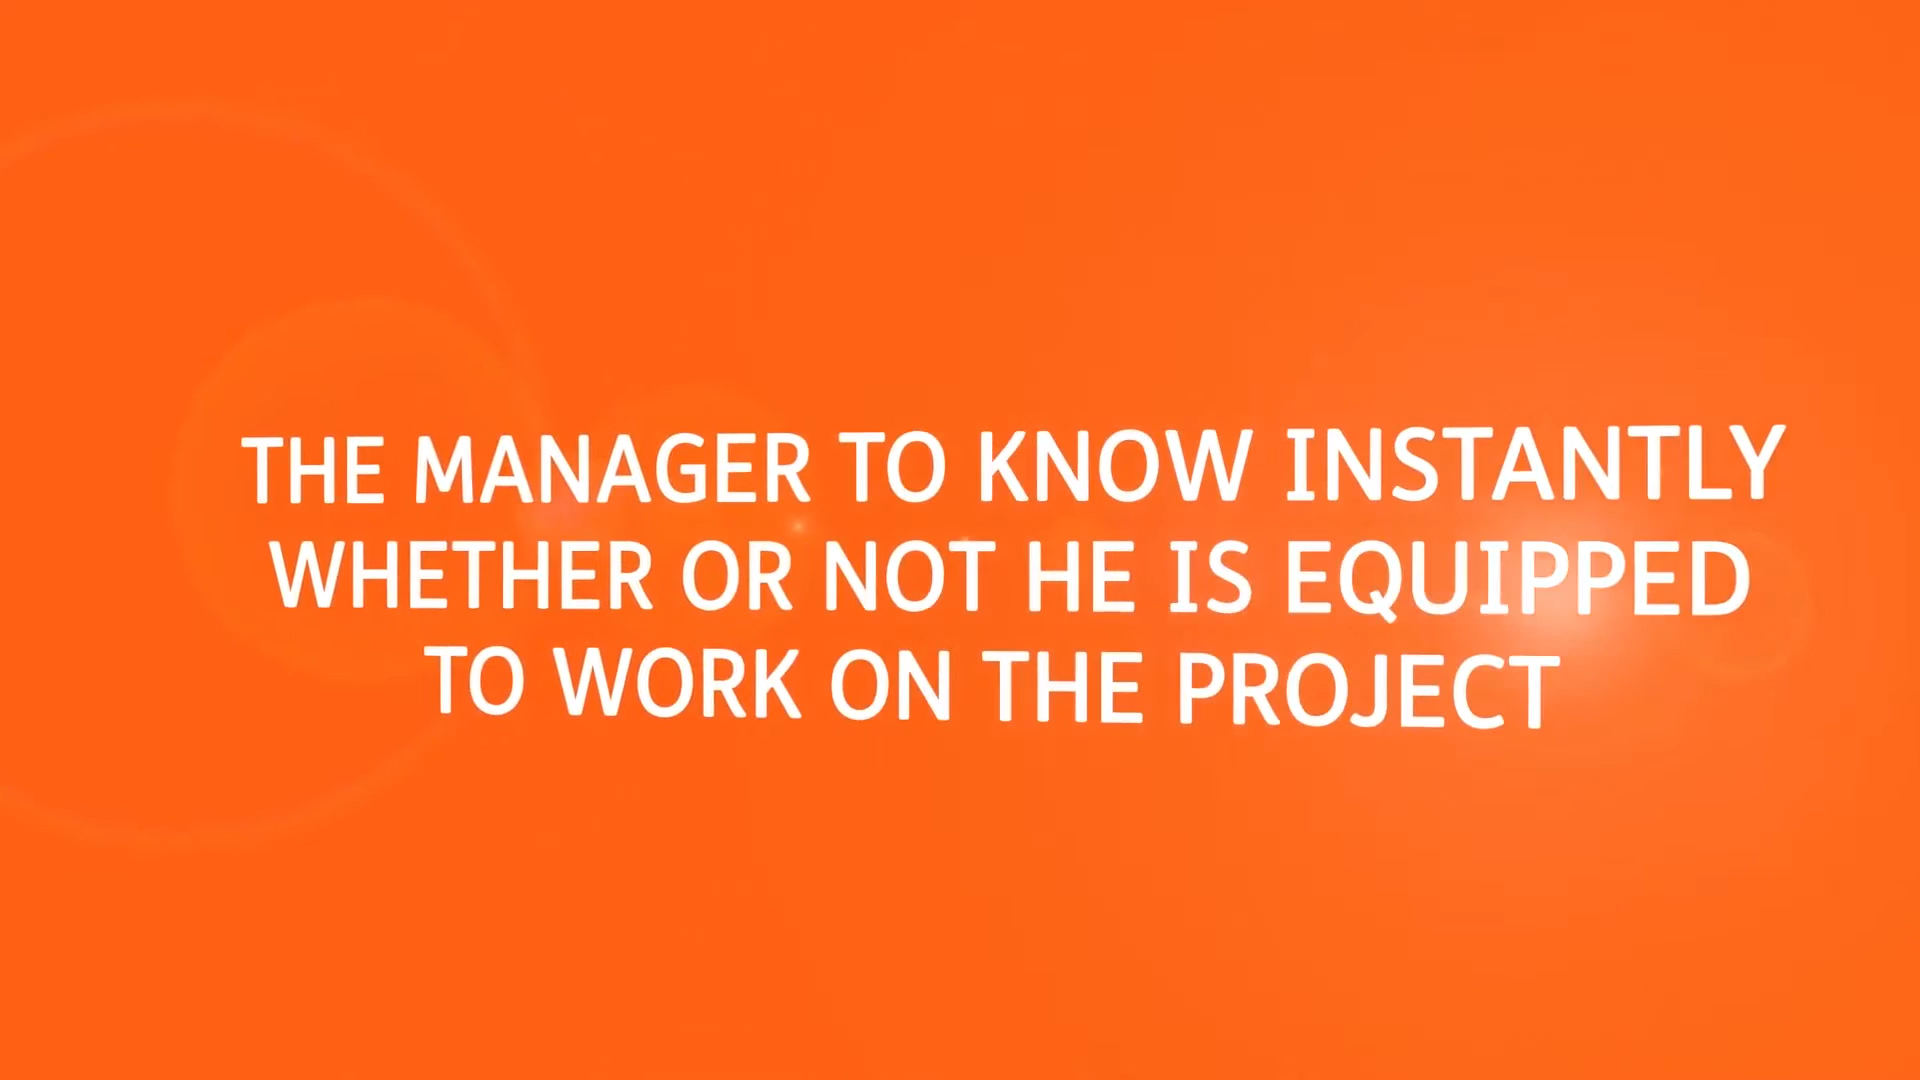 THE MANAGER TO KNOW INSTANTLY
WHETHER OR NOT HE IS EQUIPPED
TO WORK ON THE PROJECT